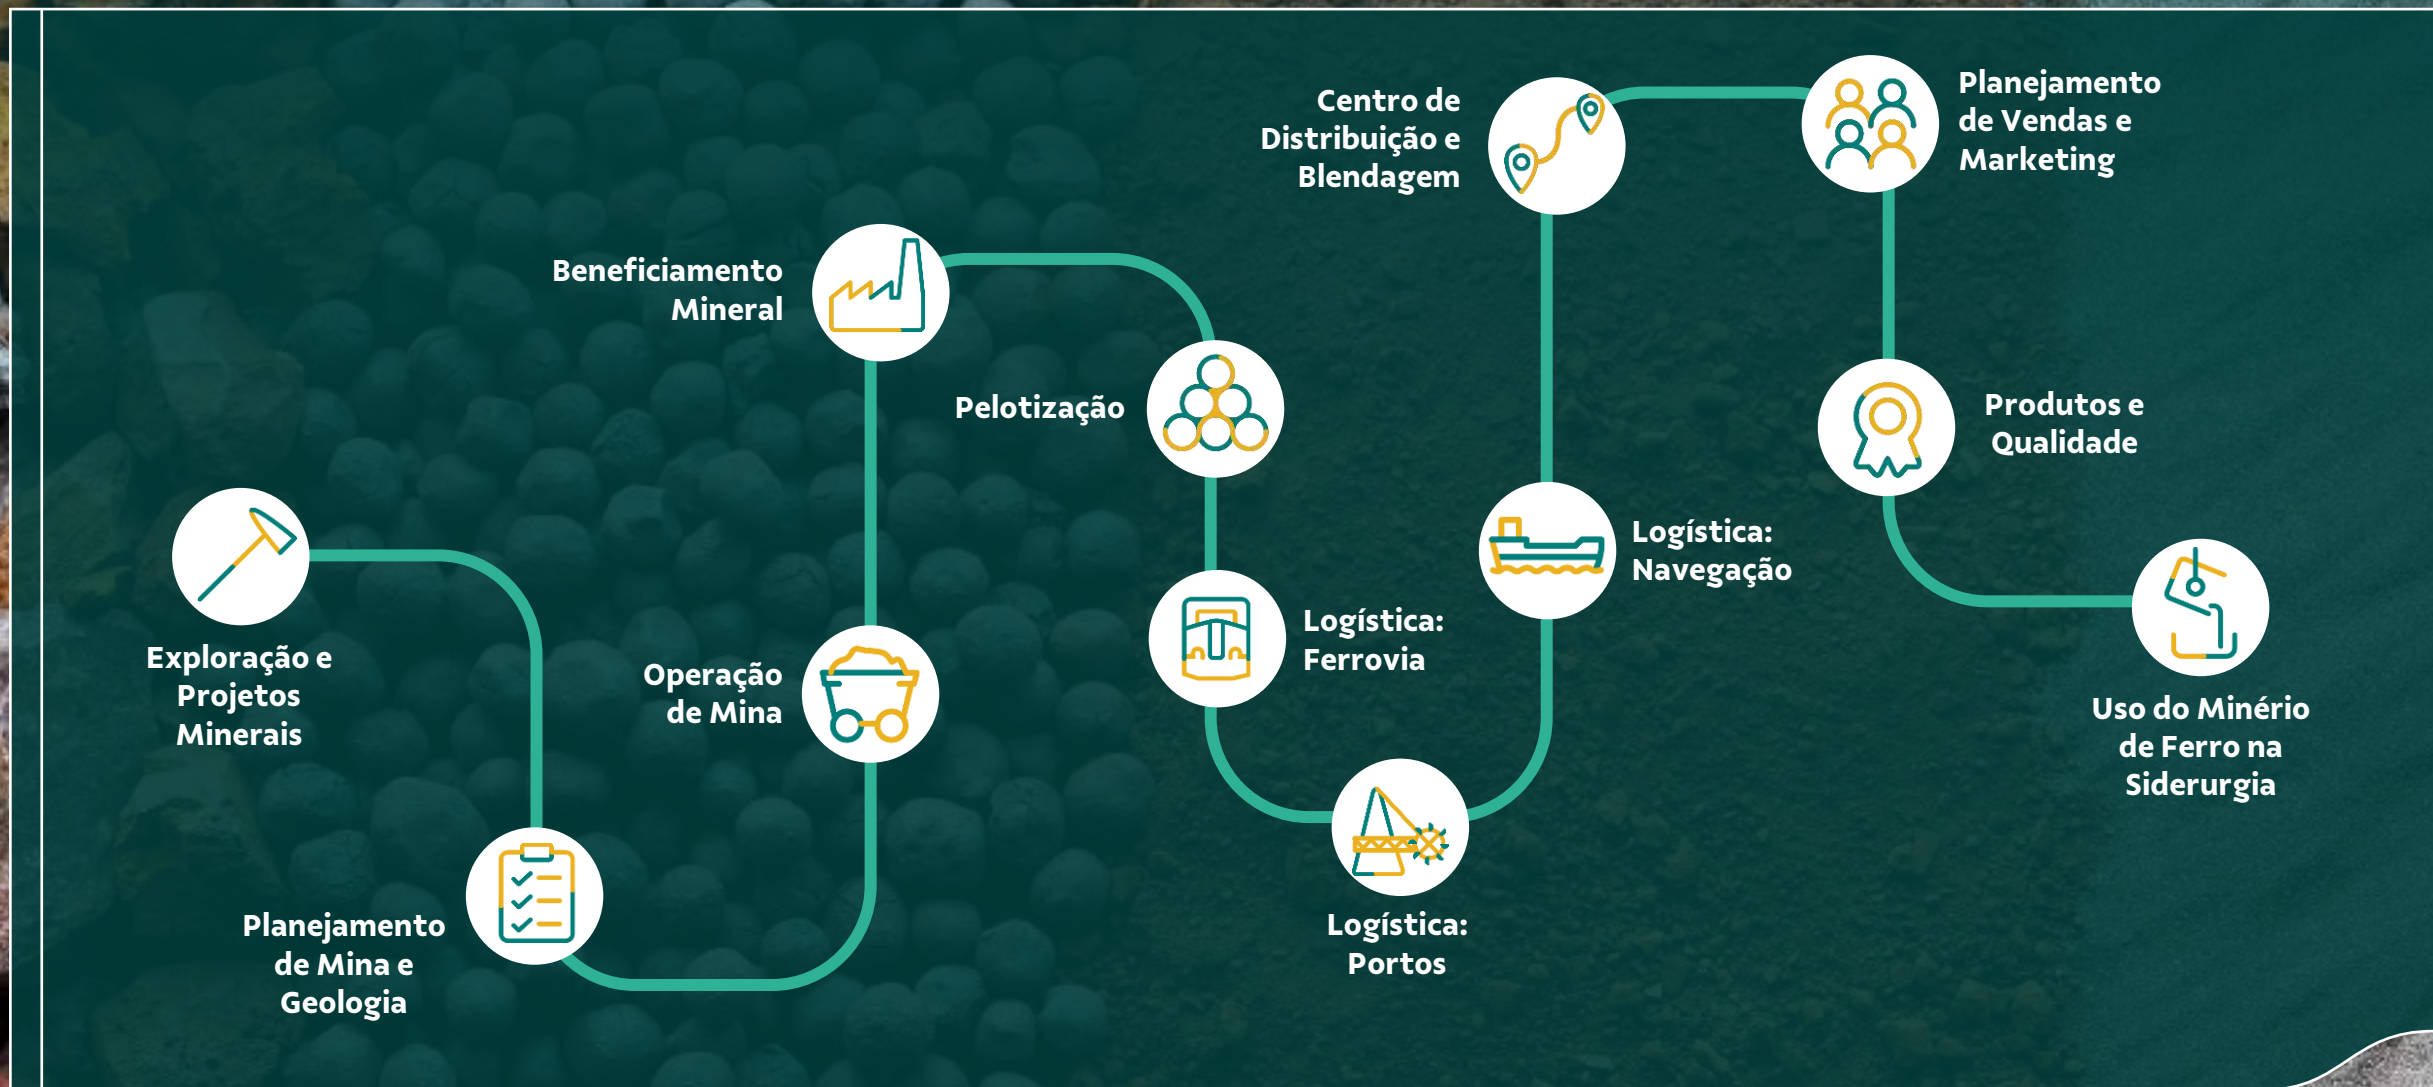 Exploração e
Projetos
Minerais
Planejamento
de Mina e
Geologia
Operação
de Mina
Beneficiamento
Mineral
Pelotização
Logística:
Ferrovia
Logística:
Portos
Logística:
Navegação
Centro de
Distribuição e
Blendagem
Planejamento
de Vendas e
Marketing
Produtos e
Qualidade
Uso do Minério
de Ferro na
Siderurgia